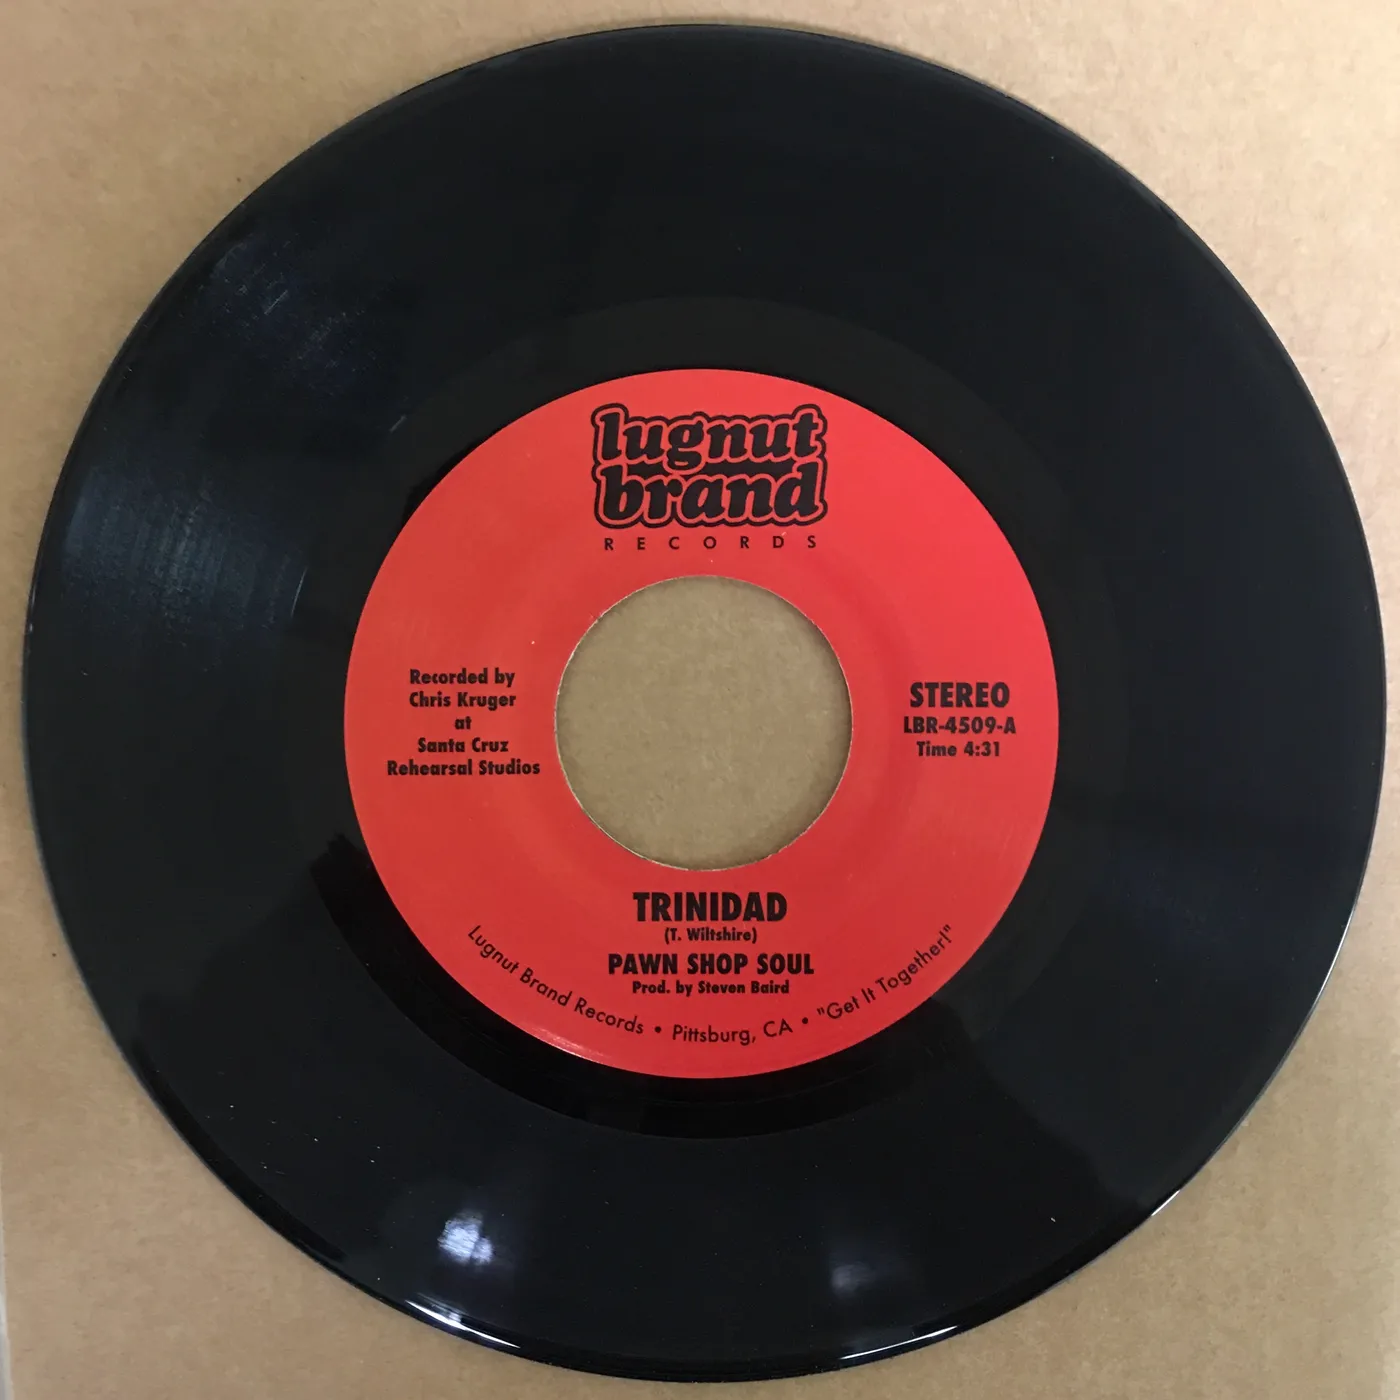 lugnut
brand
RECORDS
Recorded by
Chris Kruger
at
Santa Cruz
Rehearsal Studios
STEREO
LBR-4509-A
Time 4:31
TRINIDAD
(T. Wiltshire)
PAWN SHOP SOUL
Prod. by Steven Baird
Lugnut Brand Records • Pittsburg, CA • "Get It Together!"